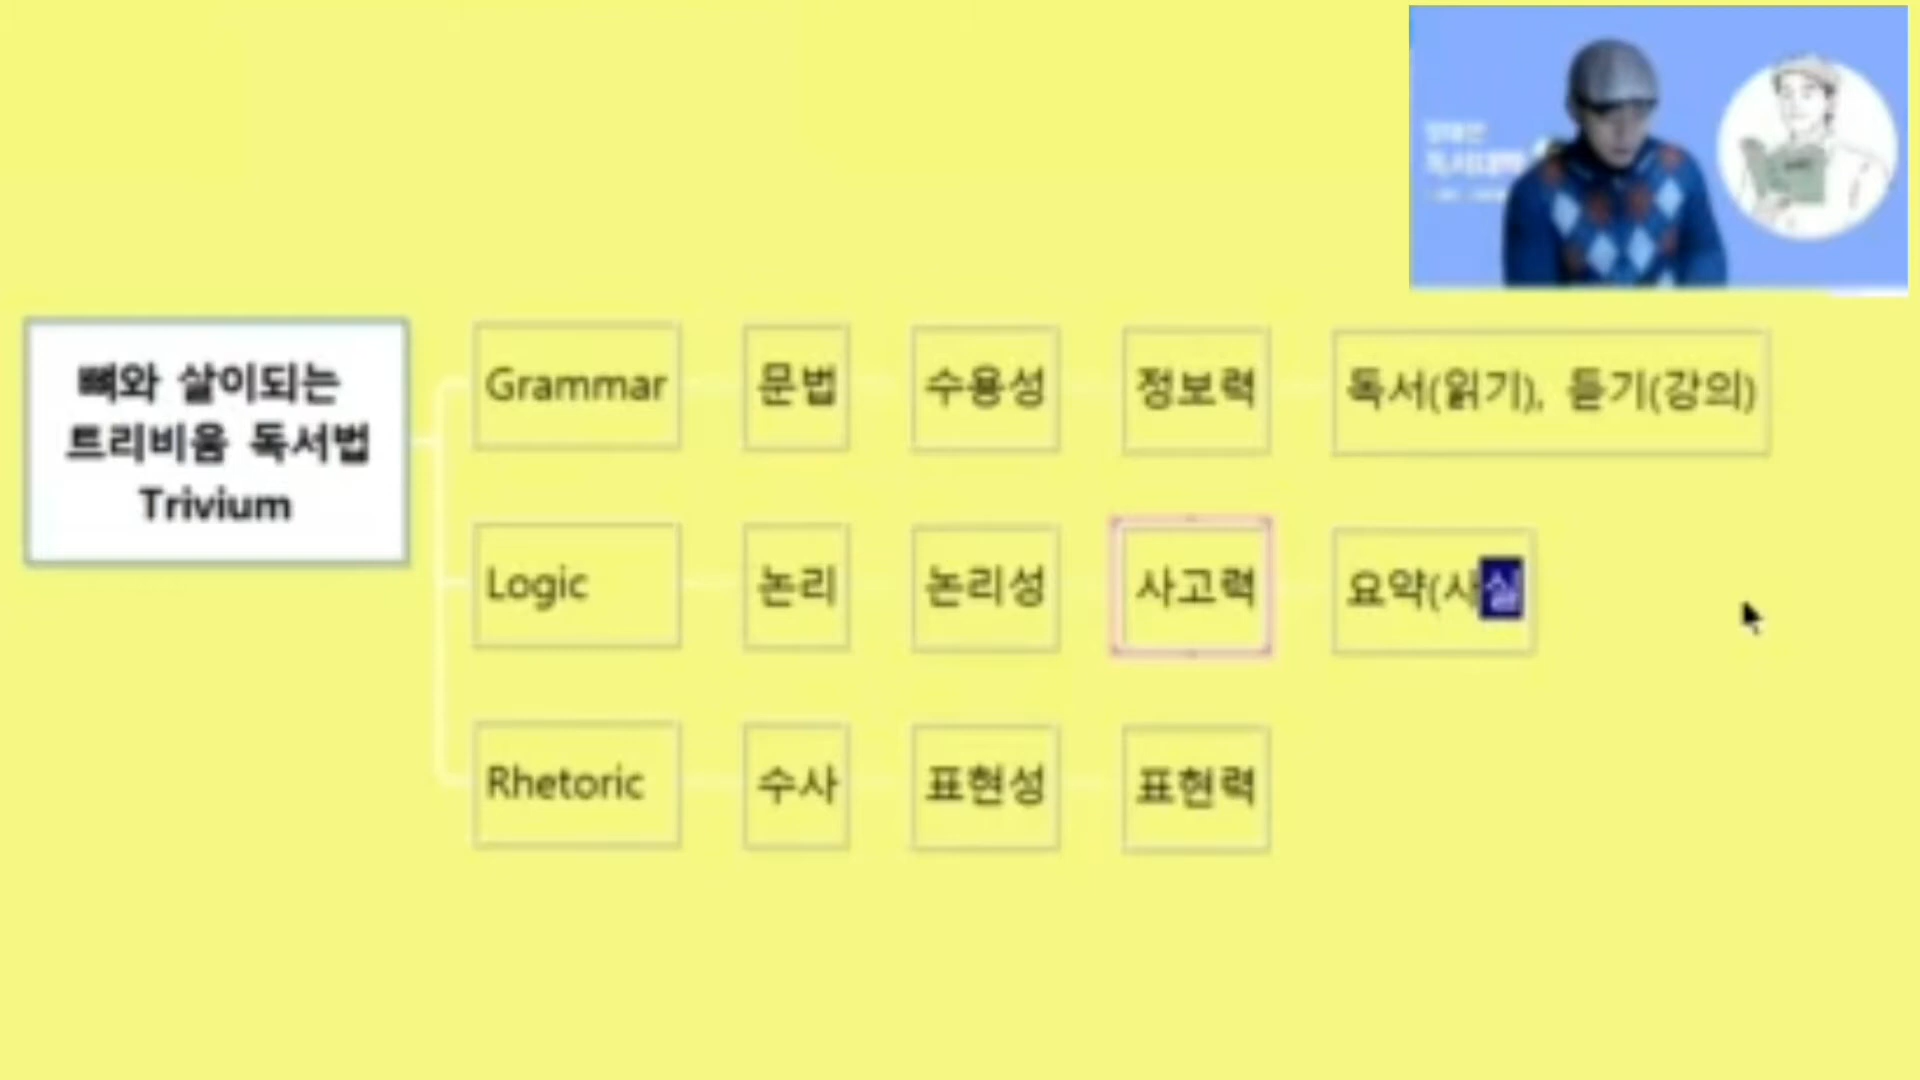 뼈와 살이되는
트리비움 독서법
Trivium
Grammar 문법 수용성 정보력 독서(읽기), 듣기(강의)
Logic 논리 논리성 사고력 요약(사실
Rhetoric 수사 표현성 표현력